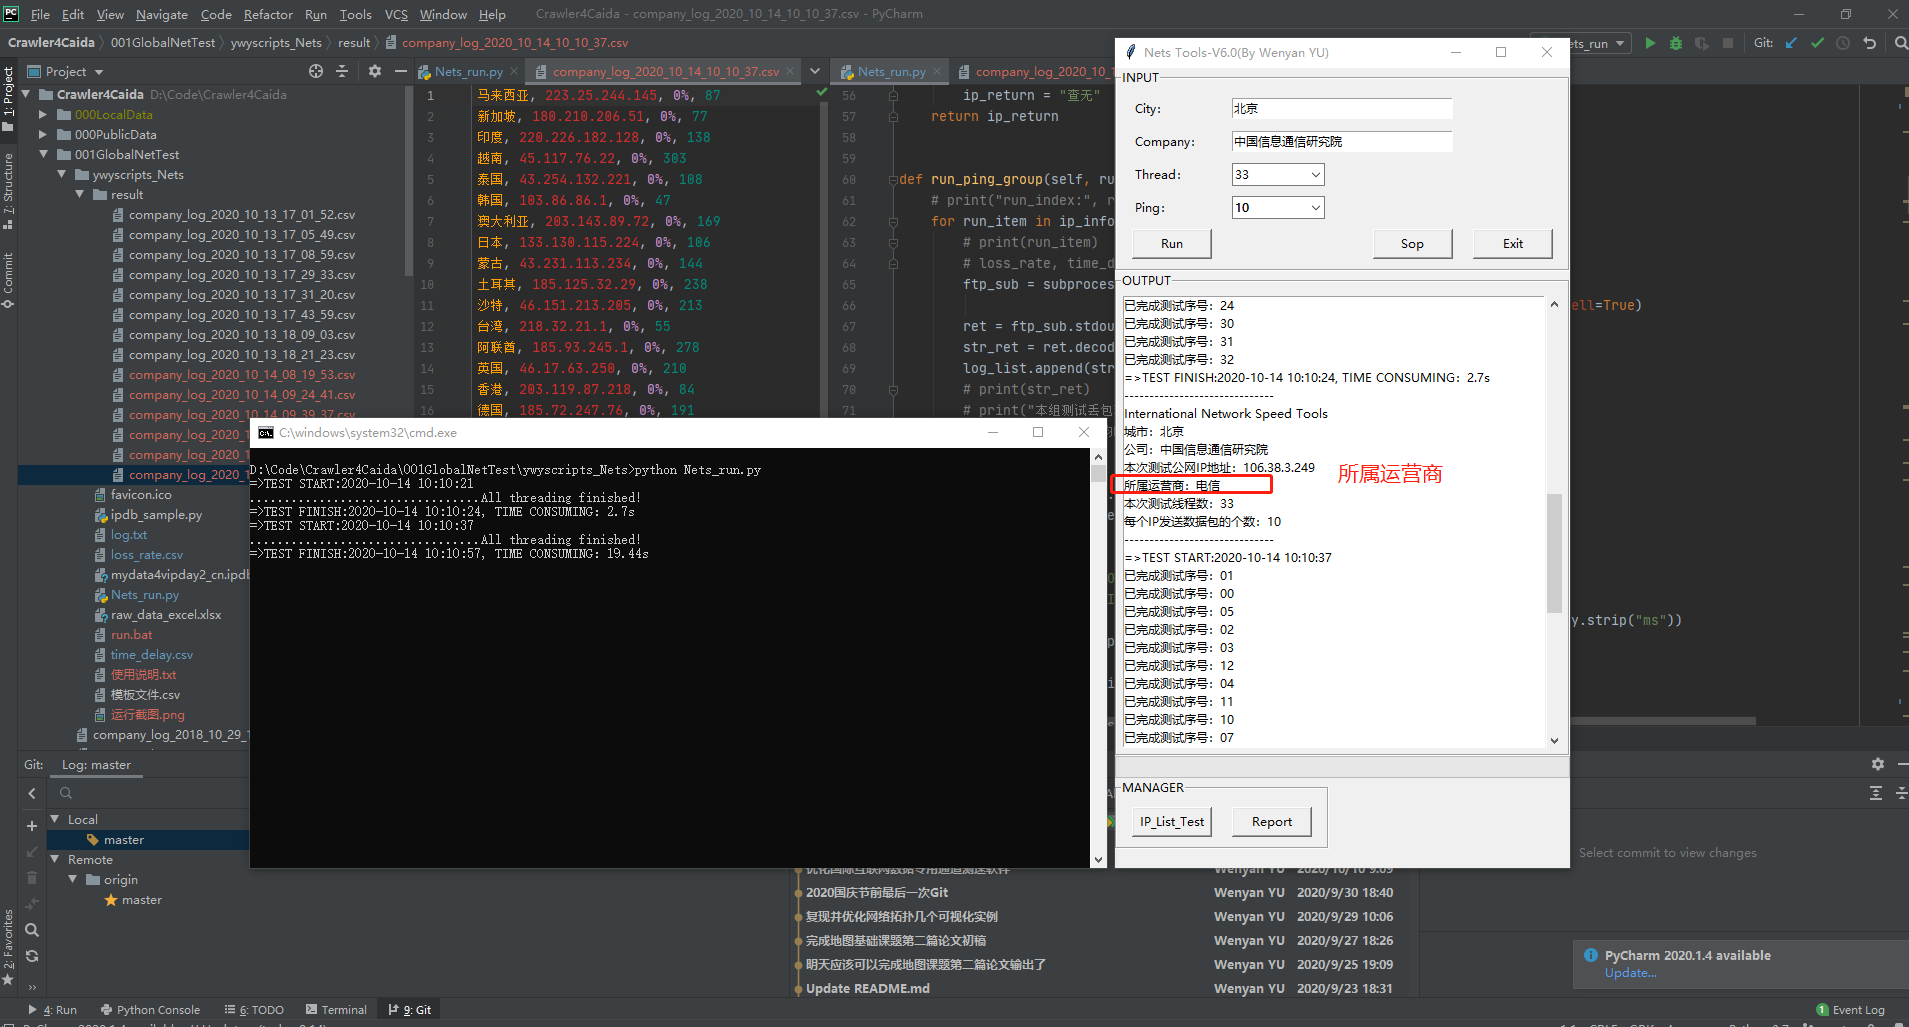 File Edit View Navigate Code Refactor Run Tools VCS Window Help Crawler4Caida - company_log_2020_10_14_10_10_37.csv - PyCharm
Crawler4Caida 001GlobalNetTest ywyscripts_Nets result company_log_2020_10_14_10_10_37.csv
ets_run Git:
1: Project
7: Structure
Commit
2: Favorites
Project
Crawler4Caida D:\Code\Crawler4Caida
000LocalData
000PublicData
001GlobalNetTest
ywyscripts_Nets
result
company_log_2020_10_13_17_01_52.csv
company_log_2020_10_13_17_05_49.csv
company_log_2020_10_13_17_08_59.csv
company_log_2020_10_13_17_29_33.csv
company_log_2020_10_13_17_31_20.csv
company_log_2020_10_13_17_43_59.csv
company_log_2020_10_13_18_09_03.csv
company_log_2020_10_13_18_21_23.csv
company_log_2020_10_14_08_19_53.csv
company_log_2020_10_14_09_24_41.csv
company_log_2020_10_14_09_39_37.csv
company_log_2020_1
company_log_2020_1
company_log_2020_1
favicon.ico
ipdb_sample.py
log.txt
loss_rate.csv
mydata4vipday2_cn.ipdb
Nets_run.py
raw_data_excel.xlsx
run.bat
time_delay.csv
使用说明.txt
模板文件.csv
运行截图.png
company_log_2018_10_29_1
Nets_run.py company_log_2020_10_14_10_10_37.csv
1 马来西亚, 223.25.244.145, 0%, 87
2 新加坡, 180.210.206.51, 0%, 77
3 印度, 220.226.182.128, 0%, 138
4 越南, 45.117.76.22, 0%, 303
5 泰国, 43.254.132.221, 0%, 108
6 韩国, 103.86.86.1, 0%, 47
7 澳大利亚, 203.143.89.72, 0%, 169
8 日本, 133.130.115.224, 0%, 106
9 蒙古, 43.231.113.234, 0%, 144
10 土耳其, 185.125.32.29, 0%, 238
11 沙特, 46.151.213.205, 0%, 213
12 台湾, 218.32.21.1, 0%, 55
13 阿联酋, 185.93.245.1, 0%, 278
14 英国, 46.17.63.250, 0%, 210
15 香港, 203.119.87.218, 0%, 84
16 德国, 185.72.247.76, 0%, 191
Nets_run.py company_log_2020_10_1
56 ip_return = "查无"
57 return ip_return
58
59
60 def run_ping_group(self, ru
61 # print("run_index:", r
62 for run_item in ip_info
63 # print(run_item)
64 # loss_rate, time_d
65 ftp_sub = subproces
ell=True)
66
67 ret = ftp_sub.stdou
68 str_ret = ret.decod
69 log_list.append(str
70 # print(str_ret)
71 # print("本组测试丢包
y.strip("ms"))
C:\windows\system32\cmd.exe
D:\Code\Crawler4Caida\001GlobalNetTest\ywyscripts_Nets>python Nets_run.py
=>TEST START:2020-10-14 10:10:21
.................................All threading finished!
=>TEST FINISH:2020-10-14 10:10:24, TIME CONSUMING: 2.7s
=>TEST START:2020-10-14 10:10:37
.................................All threading finished!
=>TEST FINISH:2020-10-14 10:10:57, TIME CONSUMING: 19.44s
Nets Tools-V6.0(By Wenyan YU)
INPUT
City: 北京
Company: 中国信息通信研究院
Thread: 33
Ping: 10
Run Sop Exit
OUTPUT
已完成测试序号：24
已完成测试序号：30
已完成测试序号：31
已完成测试序号：32
=>TEST FINISH:2020-10-14 10:10:24, TIME CONSUMING: 2.7s
------------------------------
International Network Speed Tools
城市：北京
公司：中国信息通信研究院
本次测试公网IP地址：106.38.3.249
所属运营商：电信
所属运营商
本次测试线程数：33
每个IP发送数据包的个数：10
------------------------------
=>TEST START:2020-10-14 10:10:37
已完成测试序号：01
已完成测试序号：00
已完成测试序号：05
已完成测试序号：02
已完成测试序号：03
已完成测试序号：12
已完成测试序号：04
已完成测试序号：11
已完成测试序号：10
已完成测试序号：07
MANAGER
IP_List_Test Report
Git: Log: master
Local
master
Remote
origin
master
优化国际互联网数据专用通道测速软件 Wenyan YU 2020/10/10 9:09
2020国庆节前最后一次Git Wenyan YU 2020/9/30 18:40
复现并优化网络拓扑几个可视化实例 Wenyan YU 2020/9/29 10:06
完成地图基础课题第二篇论文初稿 Wenyan YU 2020/9/27 18:26
明天应该可以完成地图课题第二篇论文输出了 Wenyan YU 2020/9/25 19:09
Update README.md Wenyan YU 2020/9/23 18:31
Select commit to view changes
PyCharm 2020.1.4 available
Update...
4: Run Python Console 6: TODO Terminal 9: Git 1 Event Log